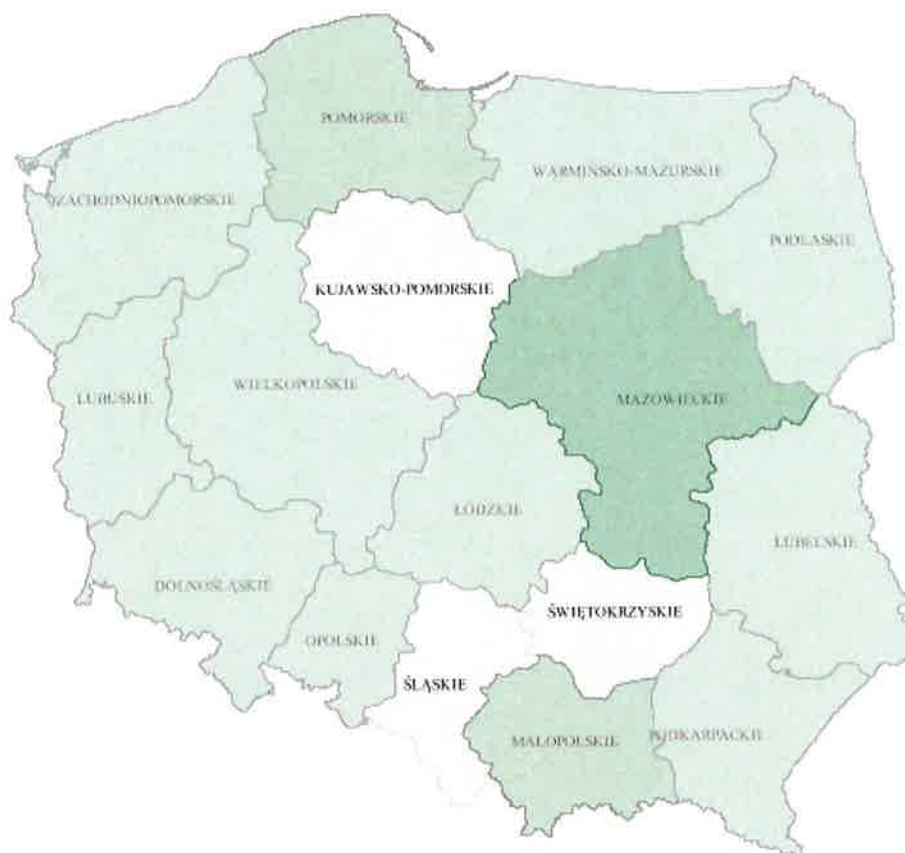 POMORSKIE
WARMIŃSKO-MAZURSKIE
ZACHODNIOPOMORSKIE
PODLASKIE
KUJAWSKO-POMORSKIE
WIELKOPOLSKIE
LUBUSKIE
MAZOWIECKIE
ŁÓDZKIE
LUBELSKIE
DOLNOŚLĄSKIE
ŚWIĘTOKRZYSKIE
OPOLSKIE
ŚLĄSKIE
MAŁOPOLSKIE
PODKARPACKIE